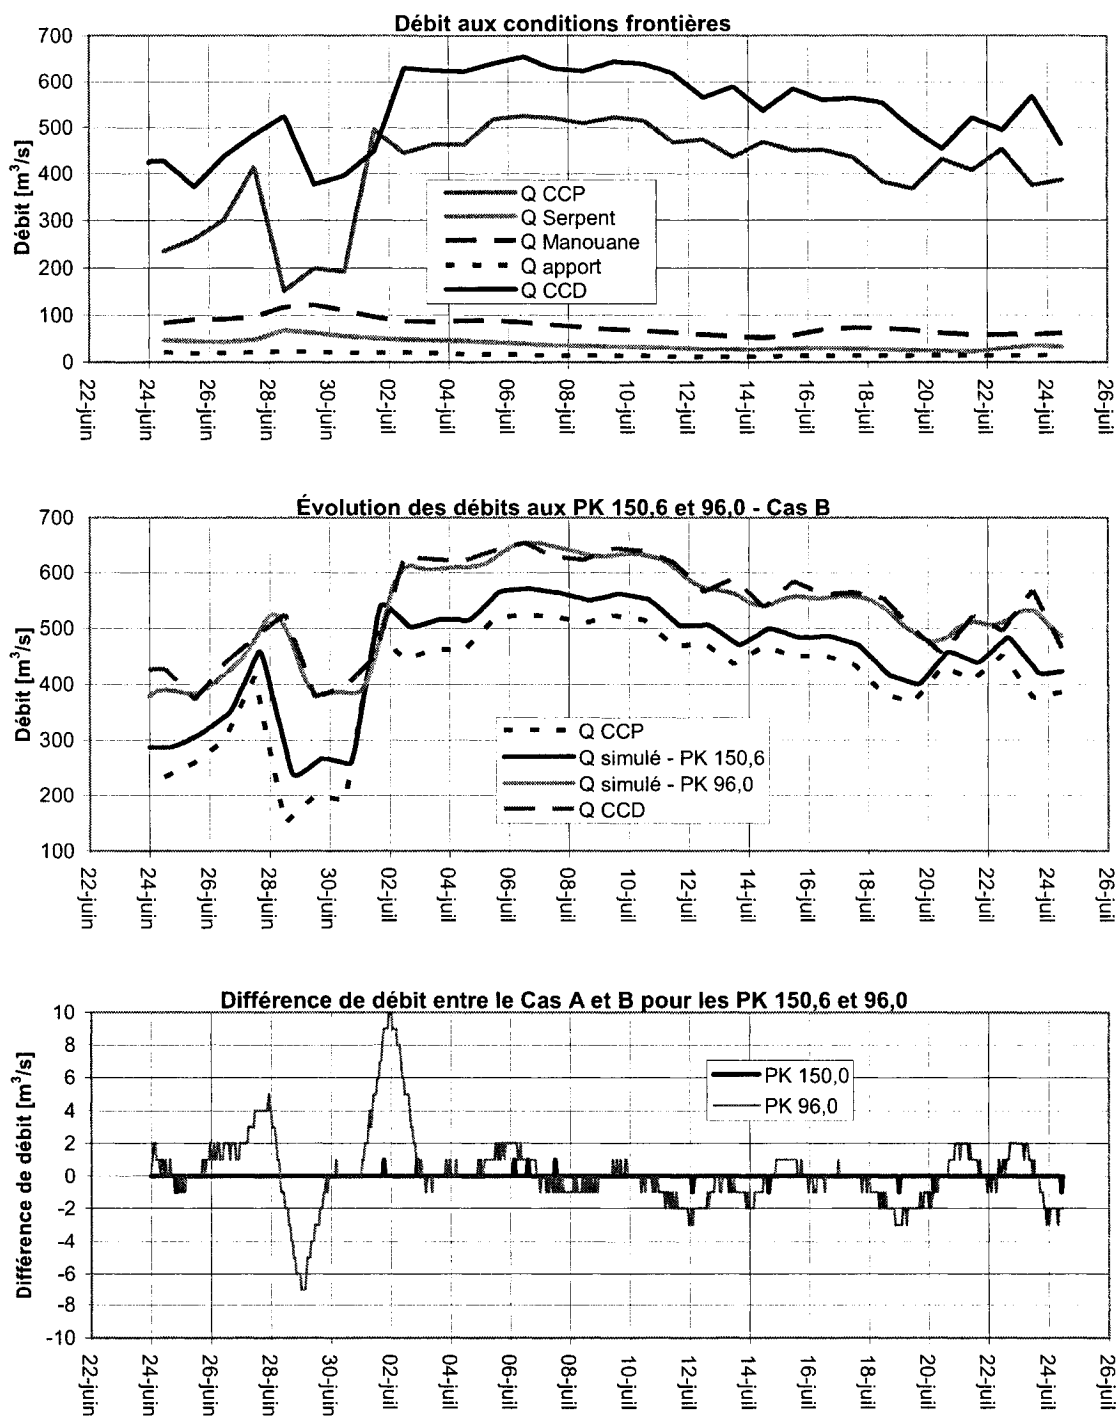 Débit aux conditions frontières
700
600
500
400
300
200
100
0
Débit [m³/s]
Q CCP
Q Serpent
Q Manouane
Q apport
Q CCD
22-juin
24-juin
26-juin
28-juin
30-juin
02-juil
04-juil
06-juil
08-juil
10-juil
12-juil
14-juil
16-juil
18-juil
20-juil
22-juil
24-juil
26-juil
Évolution des débits aux PK 150,6 et 96,0 - Cas B
700
600
500
400
300
200
100
Débit [m³/s]
Q CCP
Q simulé - PK 150,6
Q simulé - PK 96,0
Q CCD
22-juin
24-juin
26-juin
28-juin
30-juin
02-juil
04-juil
06-juil
08-juil
10-juil
12-juil
14-juil
16-juil
18-juil
20-juil
22-juil
24-juil
26-juil
Différence de débit entre le Cas A et B pour les PK 150,6 et 96,0
10
8
6
4
2
0
-2
-4
-6
-8
-10
Différence de débit [m³/s]
PK 150,0
PK 96,0
22-juin
24-juin
26-juin
28-juin
30-juin
02-juil
04-juil
06-juil
08-juil
10-juil
12-juil
14-juil
16-juil
18-juil
20-juil
22-juil
24-juil
26-juil